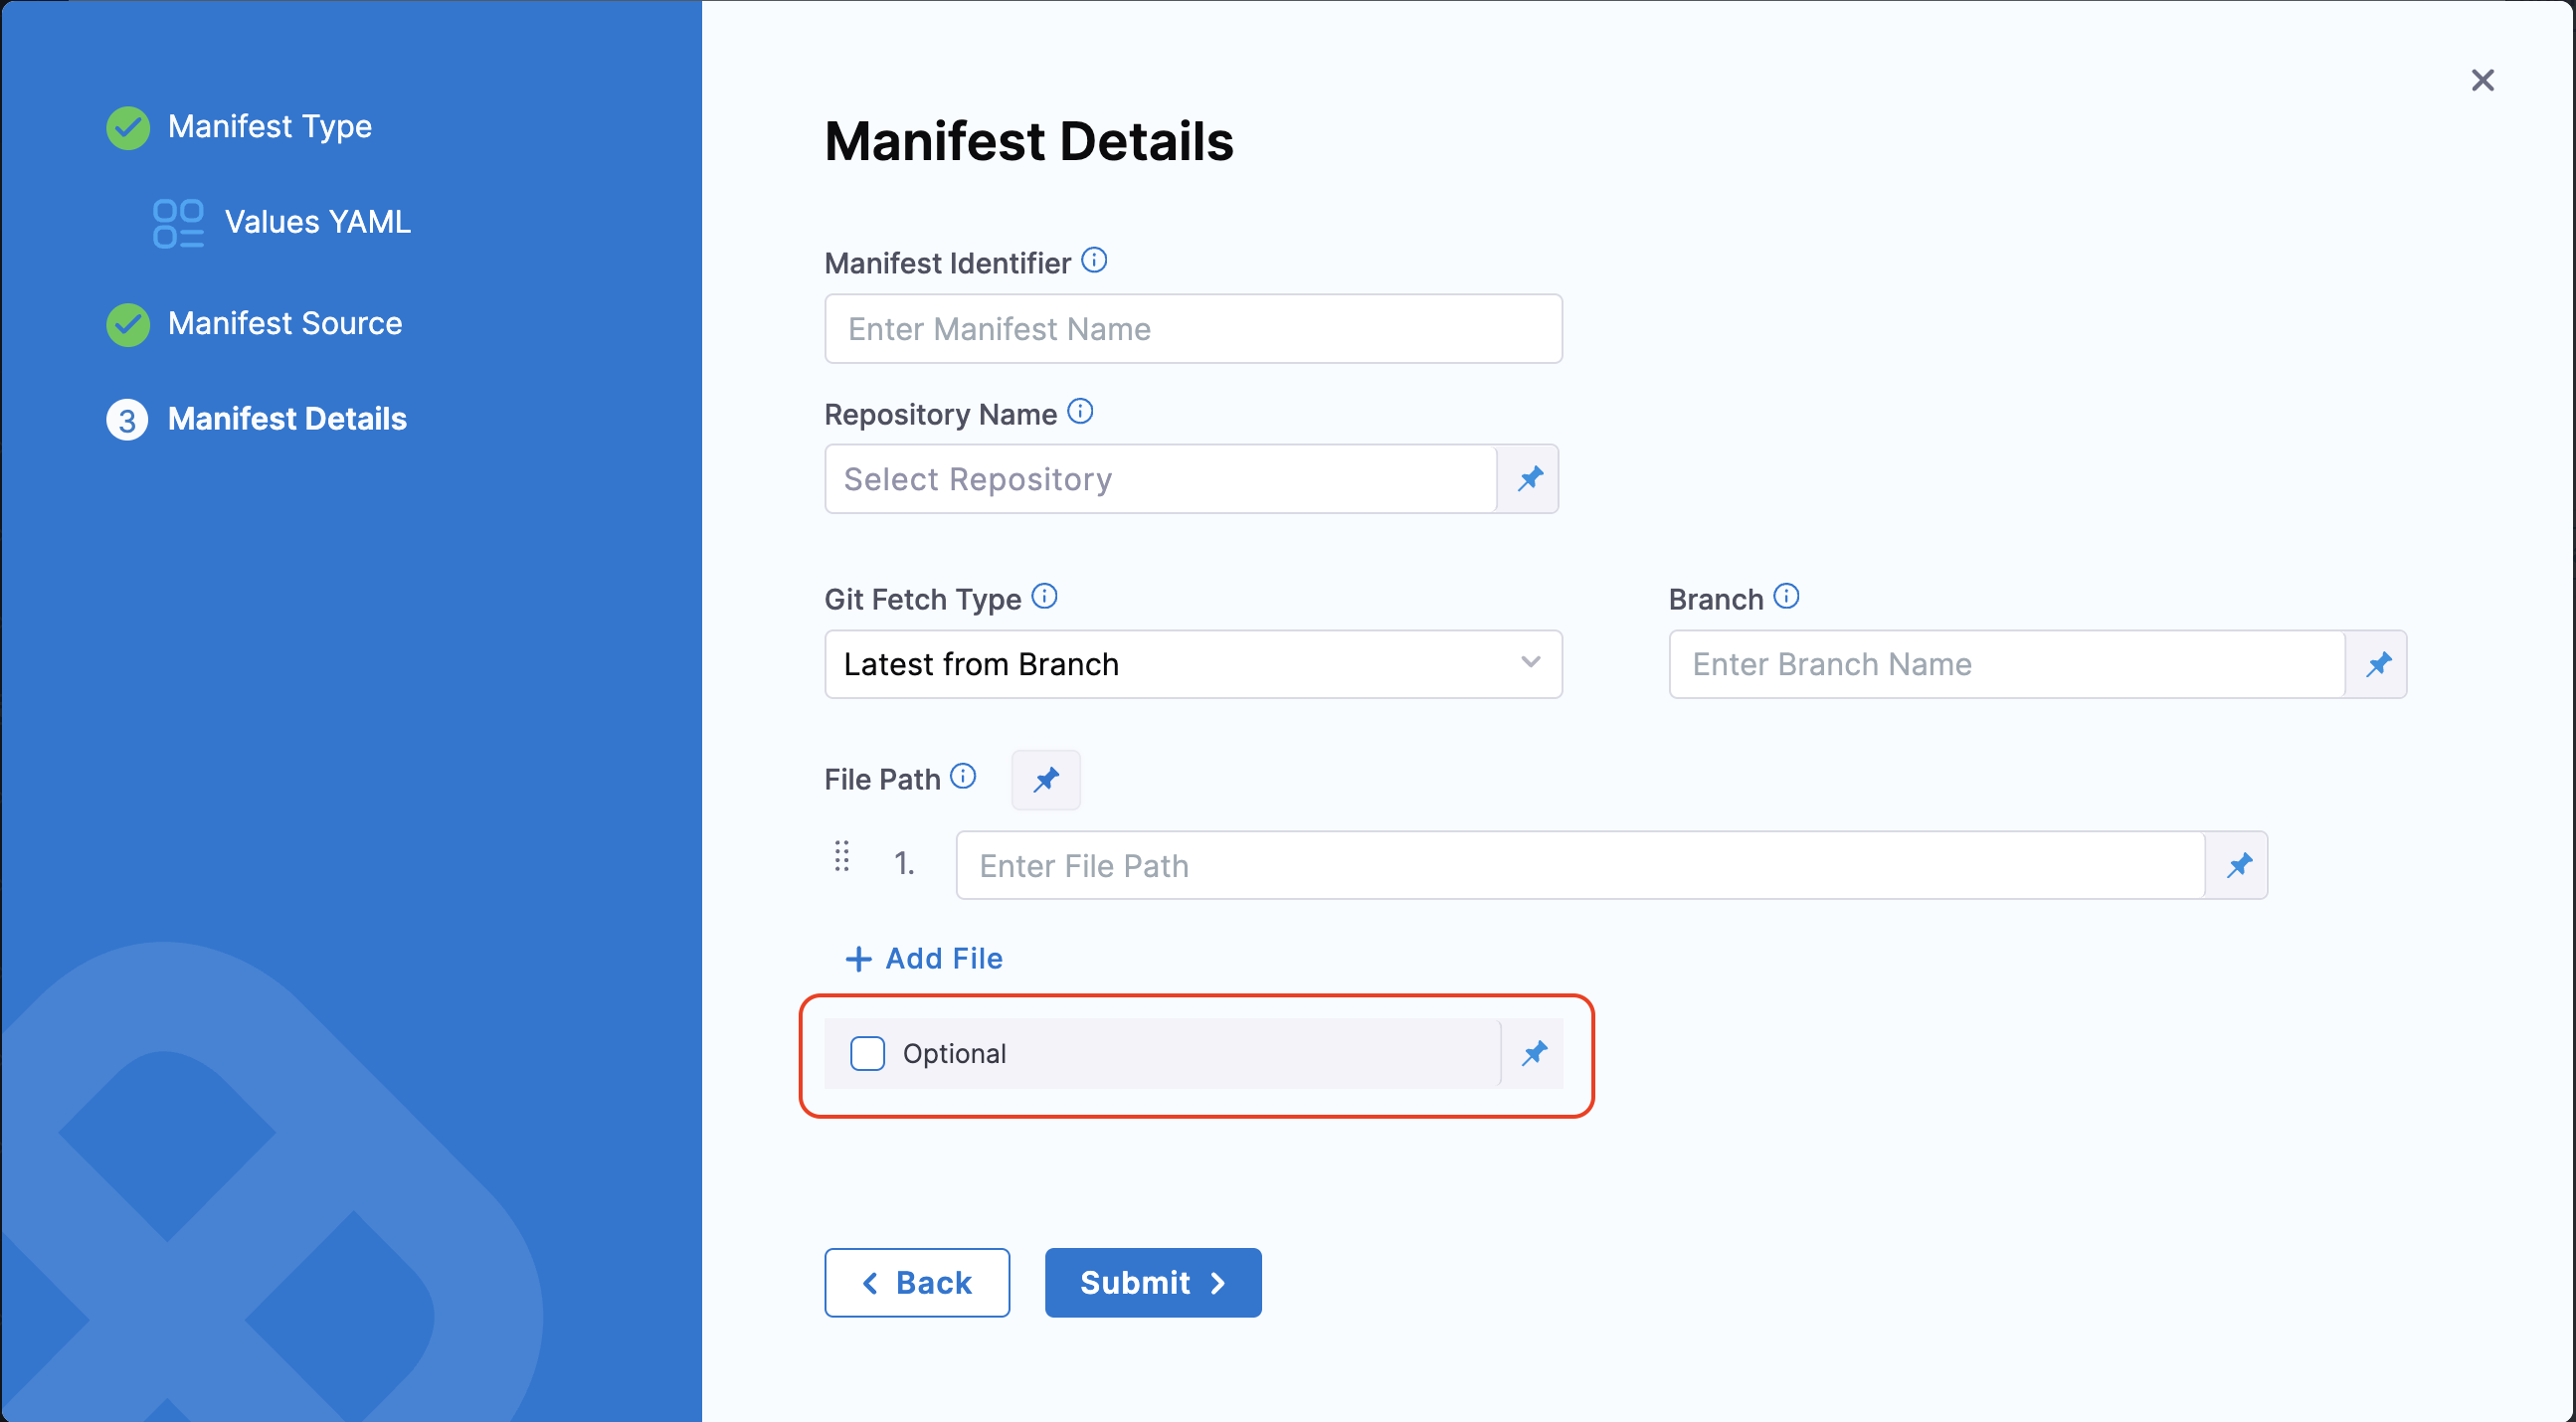 Manifest Type
Values YAML
Manifest Source
3 Manifest Details
Manifest Details
Manifest Identifier
Enter Manifest Name
Repository Name
Select Repository
Git Fetch Type
Latest from Branch
Branch
Enter Branch Name
File Path
1. Enter File Path
+ Add File
Optional
Back
Submit